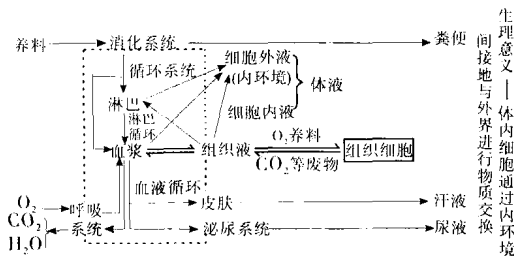 养料
消化系统
粪便
循环系统
细胞外液
(内环境)
体液
细胞内液
淋巴
淋巴
循环
血浆
组织液
O₂养料
CO₂等废物
组织细胞
血液循环
O₂
CO₂
H₂O
呼吸
系统
皮肤
汗液
泌尿系统
尿液
生理意义——体内细胞通过内环境
间接地与外界进行物质交换